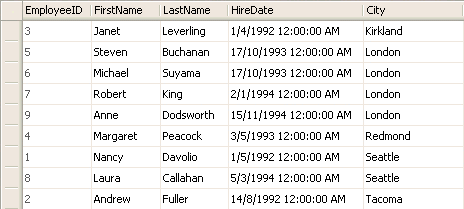 EmployeeID FirstName LastName HireDate City
3 Janet Leverling 1/4/1992 12:00:00 AM Kirkland
5 Steven Buchanan 17/10/1993 12:00:00 AM London
6 Michael Suyama 17/10/1993 12:00:00 AM London
7 Robert King 2/1/1994 12:00:00 AM London
9 Anne Dodsworth 15/11/1994 12:00:00 AM London
4 Margaret Peacock 3/5/1993 12:00:00 AM Redmond
1 Nancy Davolio 1/5/1992 12:00:00 AM Seattle
8 Laura Callahan 5/3/1994 12:00:00 AM Seattle
2 Andrew Fuller 14/8/1992 12:00:00 AM Tacoma